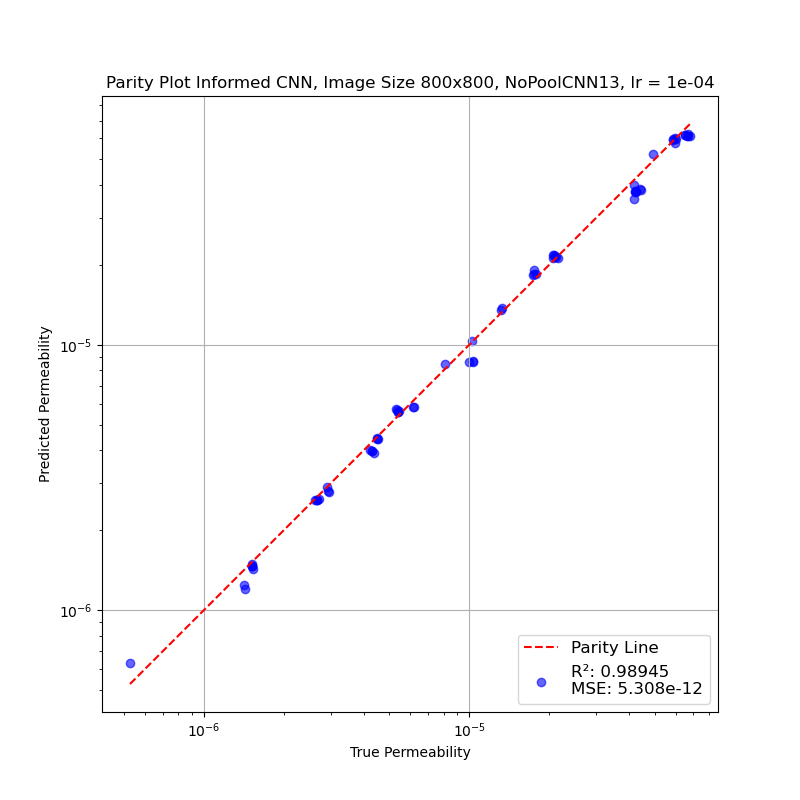 Parity Plot Informed CNN, Image Size 800x800, NoPoolCNN13, lr = 1e-04
Predicted Permeability
10⁻⁵
10⁻⁶
Parity Line
R²: 0.98945
MSE: 5.308e-12
10⁻⁶
10⁻⁵
True Permeability